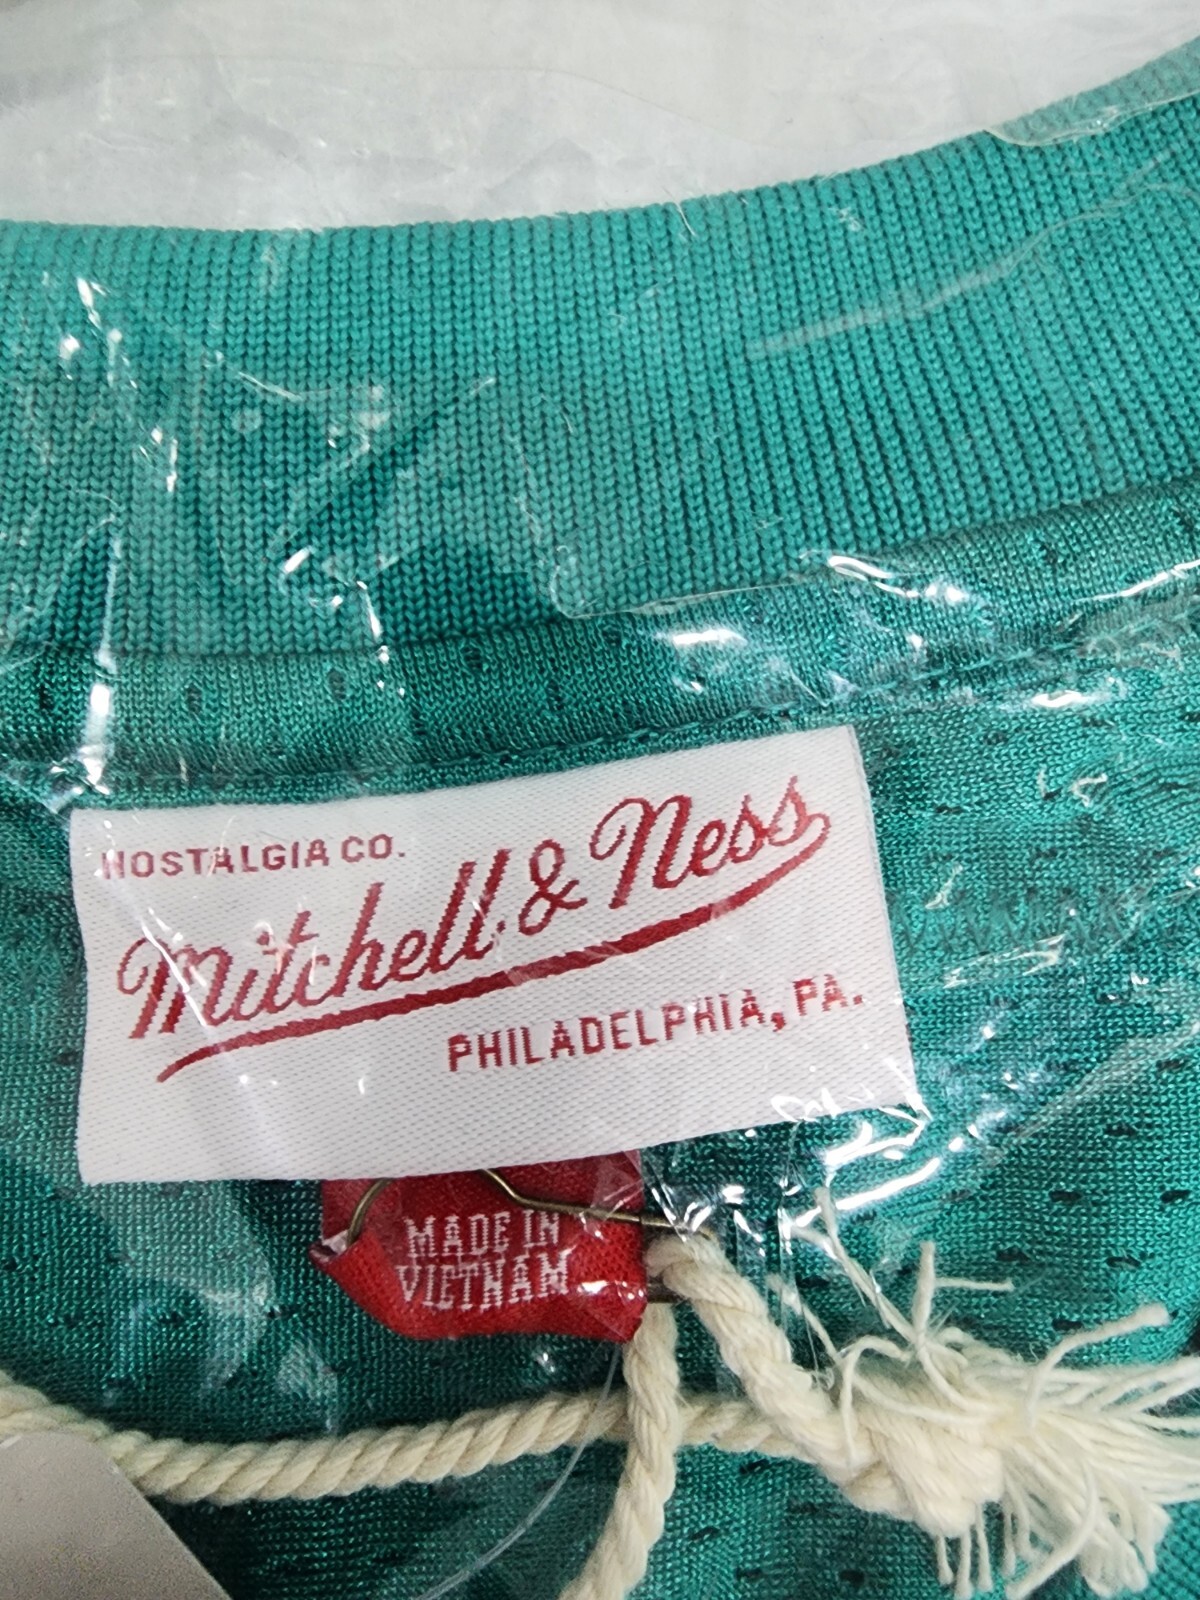 NOSTALGIA CO.
Mitchell & Ness
PHILADELPHIA, PA.
MADE IN
VIETNAM